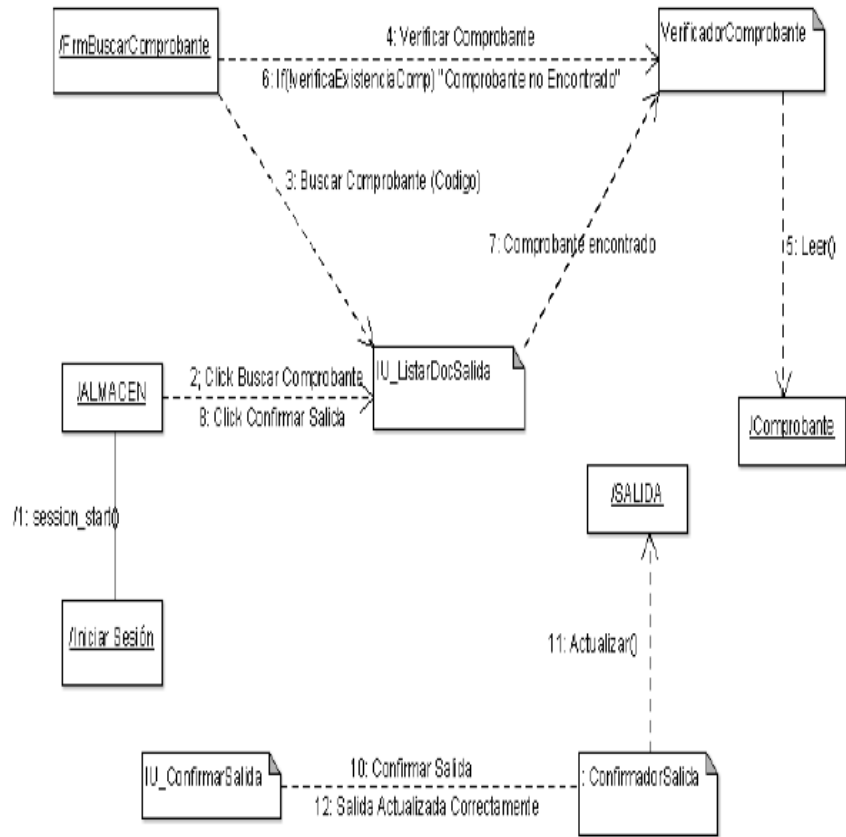 /FrmBuscarComprobante
4: Verificar Comprobante
VerificadorComprobante
6: If(!verificaExistenciaComp) "Comprobante no Encontrado"
3: Buscar Comprobante (Codigo)
7: Comprobante encontrado
5: Leer()
IU_ListarDocSalida
/ALMACEN
2; Click Buscar Comprobante
8: Click Confirmar Salida
/Comprobante
/SALIDA
/1: session_start()
/Iniciar Sesión
11: Actualizar()
IU_ConfirmarSalida
10: Confirmar Salida
: ConfirmadorSalida
12: Salida Actualizada Correctamente